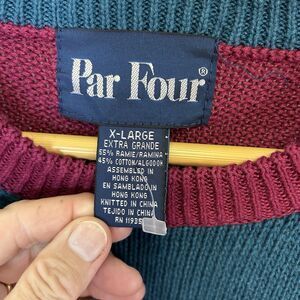 Par Four®
X-LARGE
EXTRA GRANDE
55% RAMIE/RAMINA
45% COTTON/ALGODON
ASSEMBLED IN
HONG KONG
EN SAMBLADO IN
HONG KONG
KNITTED IN CHINA
TEJIDO IN CHINA